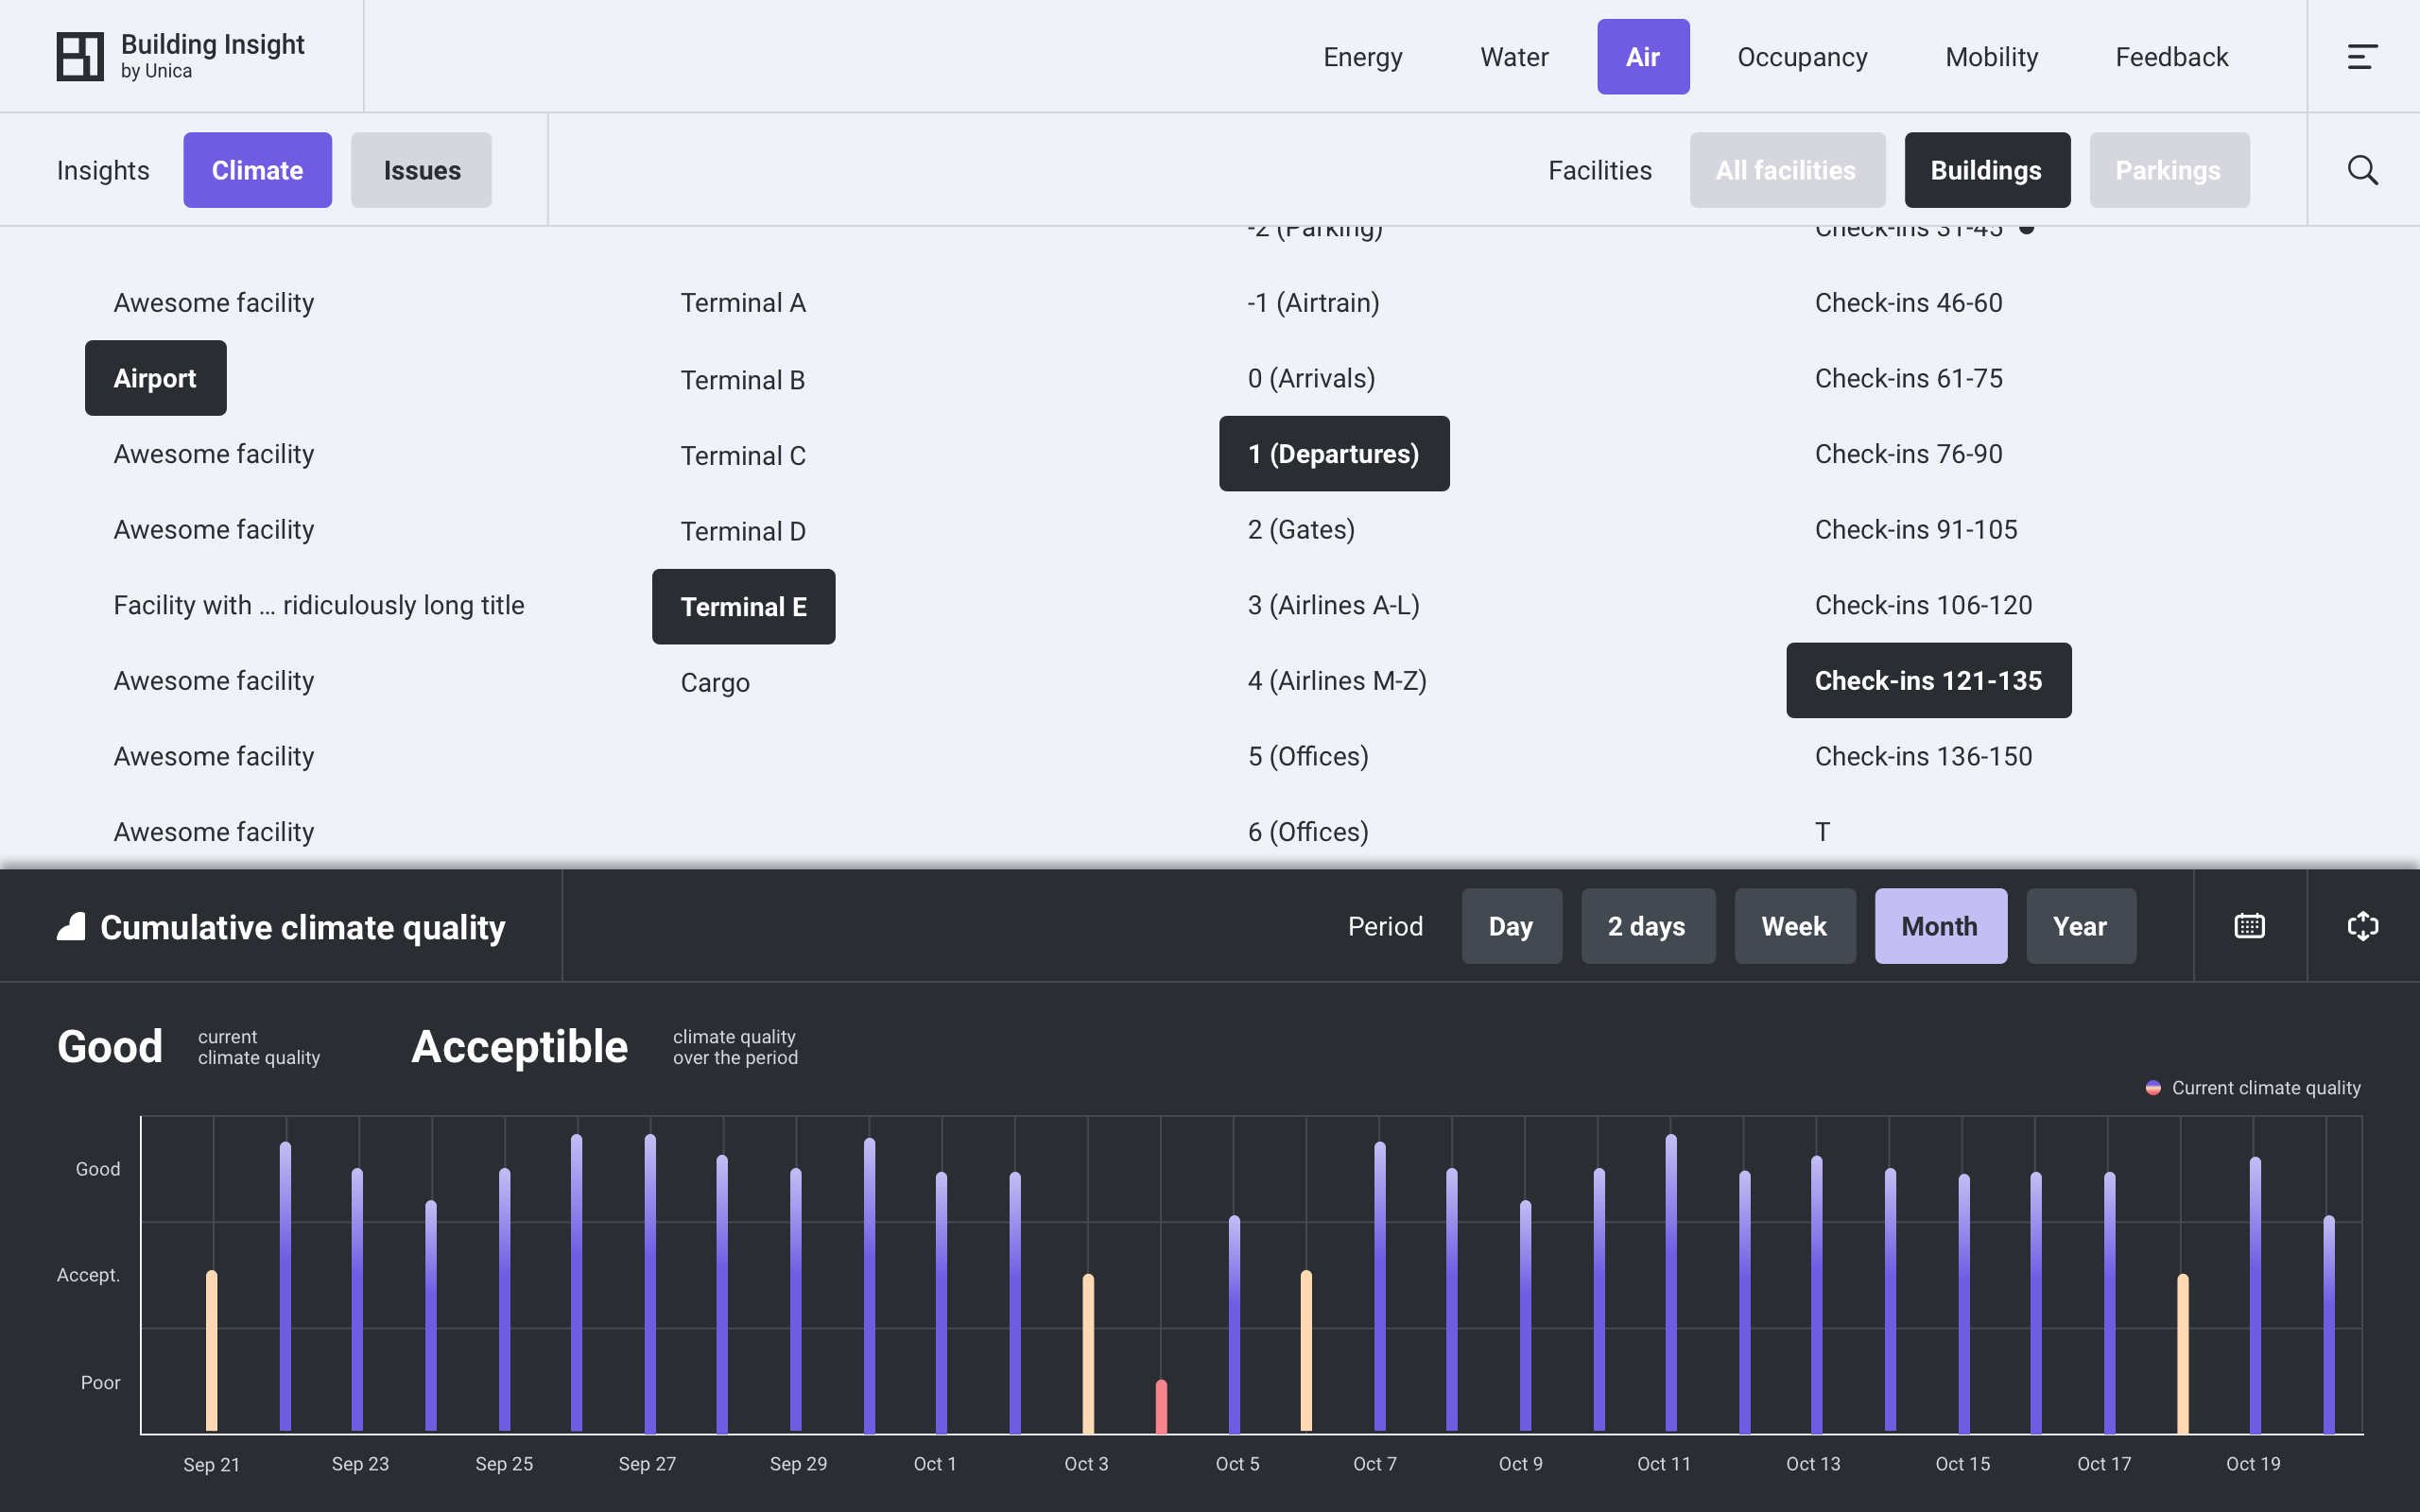 Building Insight
by Unica
Energy
Water
Air
Occupancy
Mobility
Feedback
Insights
Climate
Issues
Facilities
All facilities
Buildings
Parkings
Awesome facility
Airport
Awesome facility
Awesome facility
Facility with ... ridiculously long title
Awesome facility
Awesome facility
Awesome facility
Terminal A
Terminal B
Terminal C
Terminal D
Terminal E
Cargo
-2 (Parking)
-1 (Airtrain)
0 (Arrivals)
1 (Departures)
2 (Gates)
3 (Airlines A-L)
4 (Airlines M-Z)
5 (Offices)
6 (Offices)
Check-ins 31-45
Check-ins 46-60
Check-ins 61-75
Check-ins 76-90
Check-ins 91-105
Check-ins 106-120
Check-ins 121-135
Check-ins 136-150
T
Cumulative climate quality
Period
Day
2 days
Week
Month
Year
Good
current
climate quality
Acceptible
climate quality
over the period
Current climate quality
Good
Accept.
Poor
Sep 21
Sep 23
Sep 25
Sep 27
Sep 29
Oct 1
Oct 3
Oct 5
Oct 7
Oct 9
Oct 11
Oct 13
Oct 15
Oct 17
Oct 19